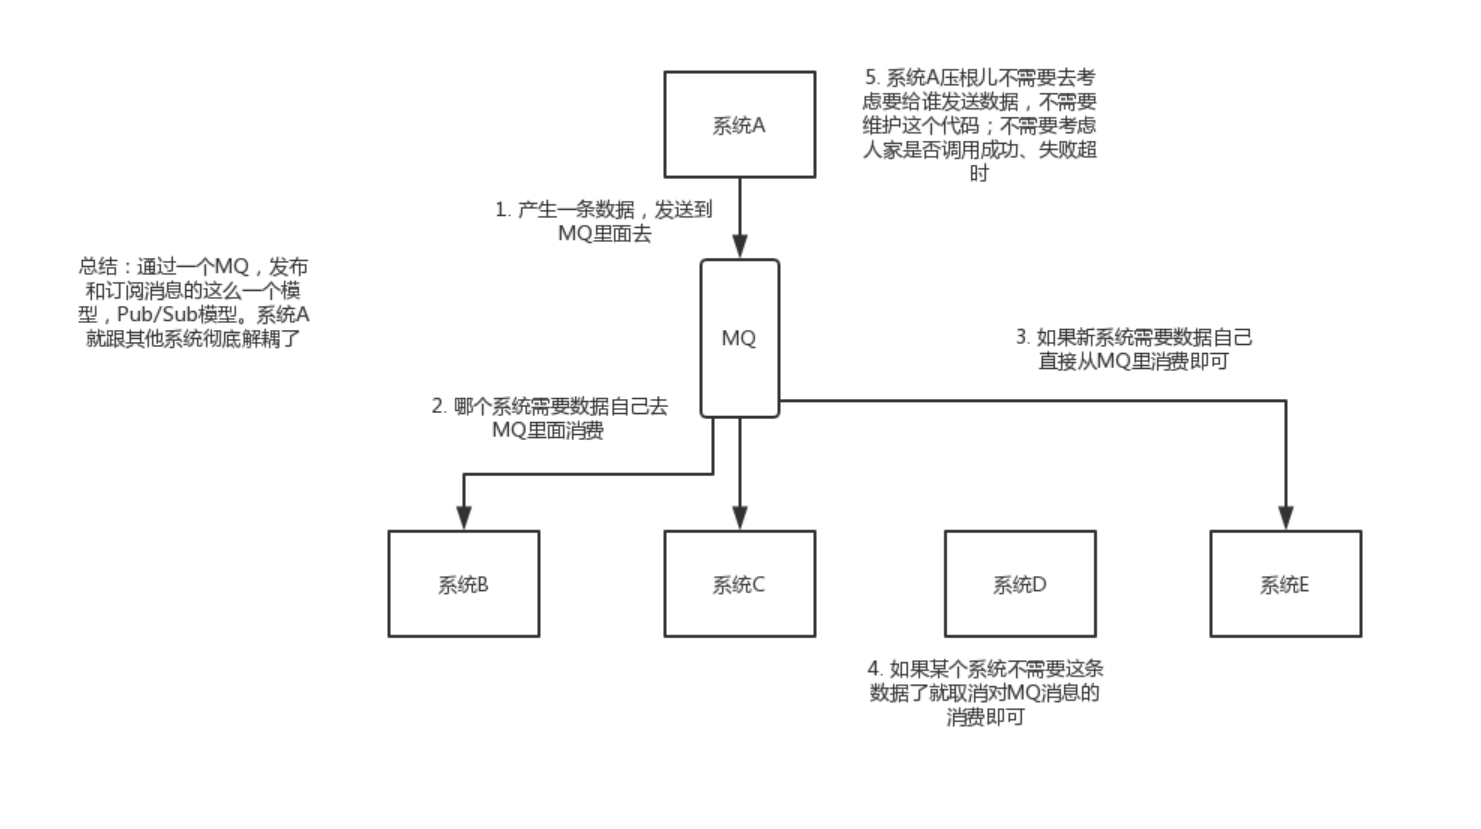 系统A
5. 系统A压根儿不需要去考
虑要给谁发送数据，不需要
维护这个代码；不需要考虑
人家是否调用成功、失败超
时
1. 产生一条数据，发送到
MQ里面去
总结：通过一个MQ，发布
和订阅消息的这么一个模
型，Pub/Sub模型。系统A
就跟其他系统彻底解耦了
MQ
3. 如果新系统需要数据自己
直接从MQ里消费即可
2. 哪个系统需要数据自己去
MQ里面消费
系统B
系统C
系统D
系统E
4. 如果某个系统不需要这条
数据了就取消对MQ消息的
消费即可